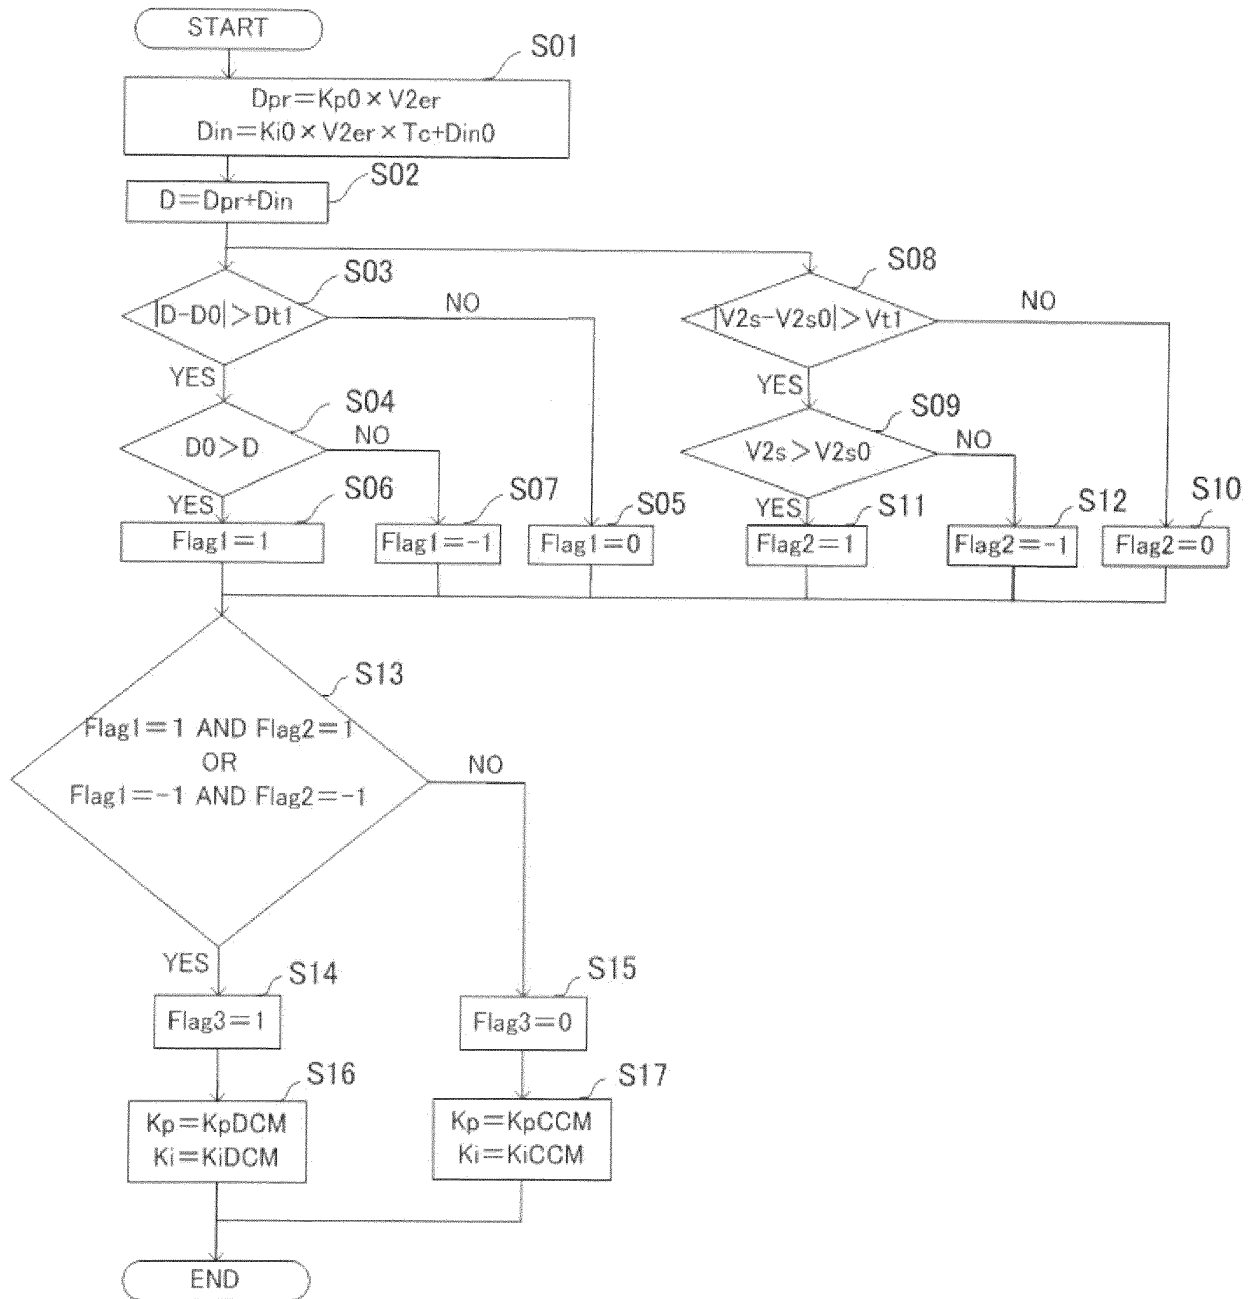 START
S01
Dpr=Kp0×V2er
Din=Ki0×V2er×Tc+Din0
S02
D=Dpr+Din
S03
|D-D0|>Dt1
NO
YES
S08
|V2s-V2s0|>Vt1
NO
YES
S04
D0>D
NO
YES
S09
V2s>V2s0
NO
YES
S06
Flag1=1
S07
Flag1=-1
S05
Flag1=0
S11
Flag2=1
S12
Flag2=-1
S10
Flag2=0
S13
Flag1=1 AND Flag2=1
OR
Flag1=-1 AND Flag2=-1
NO
YES
S14
Flag3=1
S15
Flag3=0
S16
Kp=KpDCM
Ki=KiDCM
S17
Kp=KpCCM
Ki=KiCCM
END